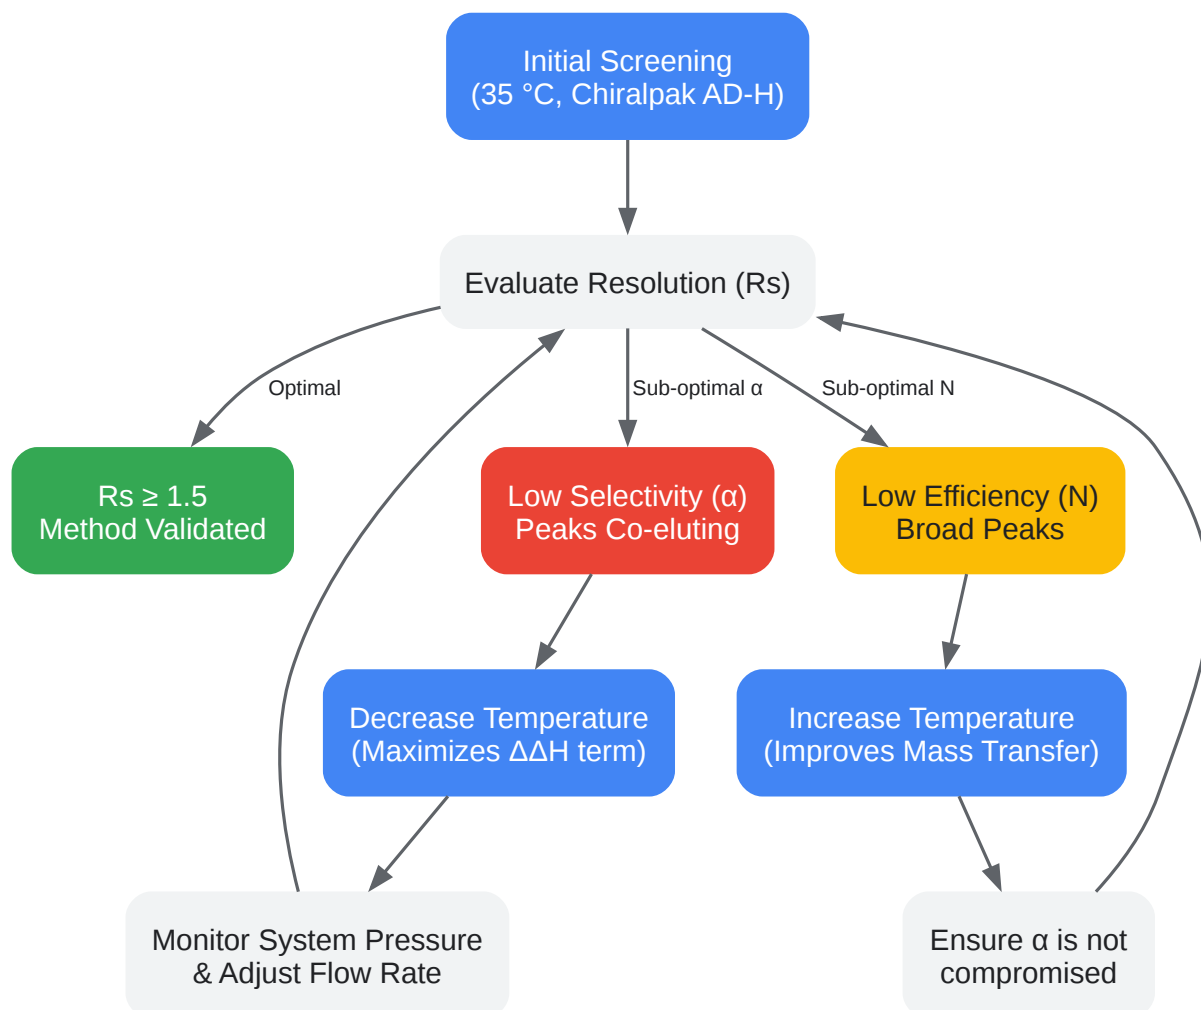 Initial Screening
(35 °C, Chiralpak AD-H)
Evaluate Resolution (Rs)
Optimal
Sub-optimal α
Sub-optimal N
Rs ≥ 1.5
Method Validated
Low Selectivity (α)
Peaks Co-eluting
Low Efficiency (N)
Broad Peaks
Decrease Temperature
(Maximizes ΔΔH term)
Increase Temperature
(Improves Mass Transfer)
Monitor System Pressure
& Adjust Flow Rate
Ensure α is not
compromised